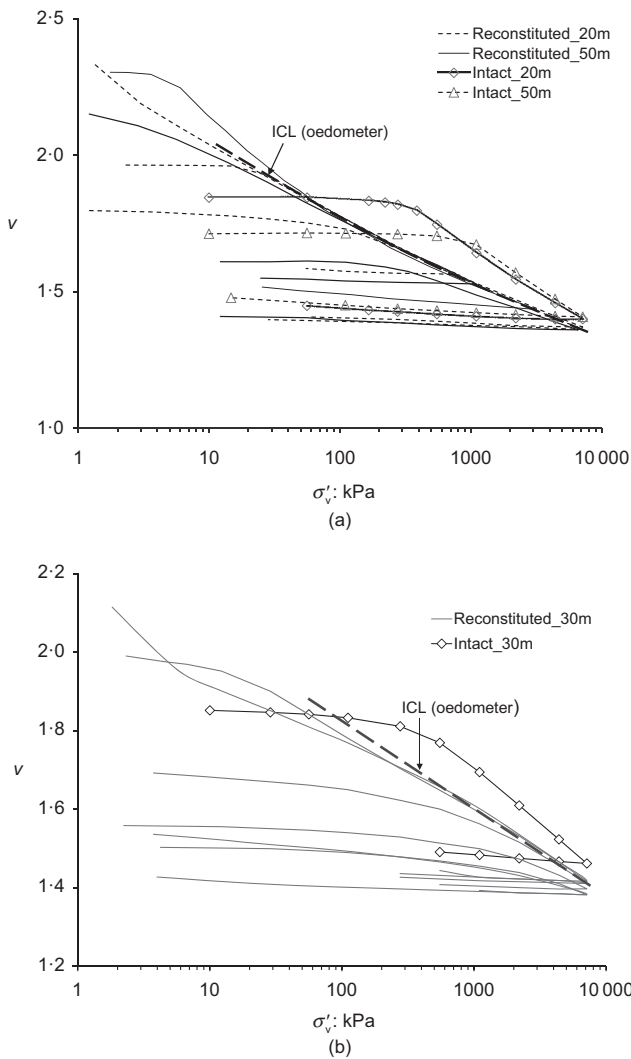 2·5
2·0
1·5
1·0
v
Reconstituted_20m
Reconstituted_50m
Intact_20m
Intact_50m
ICL (oedometer)
1 10 100 1000 10 000
σ′v: kPa
(a)
2·2
2·0
1·8
1·6
1·4
1·2
v
Reconstituted_30m
Intact_30m
ICL (oedometer)
1 10 100 1000 10 000
σ′v: kPa
(b)